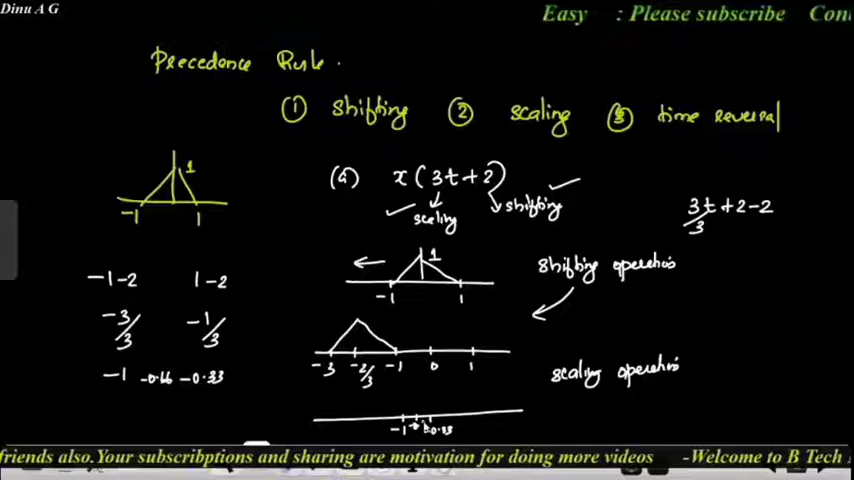 Dinu A G
Easy : Please subscribe Con
Precedence Rule.
① shifting ② scaling ③ time reversal
1
-1 1
(a) x(3t+2)
scaling shifting
3t+2-2
3
-1-2 1-2
-3/3 -1/3
-1 -0.66 -0.33
1
-1 1
shifting operation
-3 -2/3 -1 0 1
scaling operation
-1 -0.33
friends also.Your subscribptions and sharing are motivation for doing more videos -Welcome to B Tech